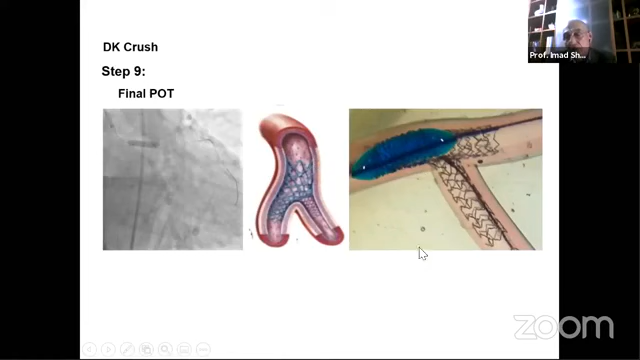 DK Crush
Step 9:
Final POT
Prof. Imad Sh...
zoom